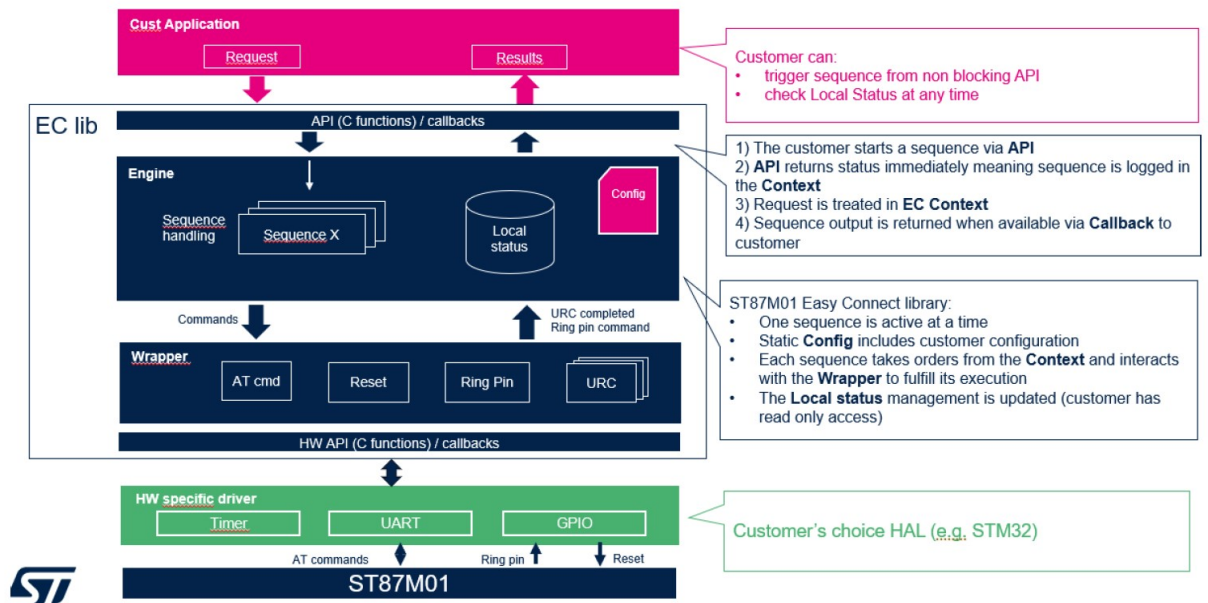 Cust Application
Request
Results
Customer can:
• trigger sequence from non blocking API
• check Local Status at any time
EC lib
API (C functions) / callbacks
1) The customer starts a sequence via API
2) API returns status immediately meaning sequence is logged in
the Context
3) Request is treated in EC Context
4) Sequence output is returned when available via Callback to
customer
Engine
Config
Sequence
handling
Sequence X
Local
status
Commands
URC completed
Ring pin command
ST87M01 Easy Connect library:
• One sequence is active at a time
• Static Config includes customer configuration
• Each sequence takes orders from the Context and interacts
with the Wrapper to fulfill its execution
• The Local status management is updated (customer has
read only access)
Wrapper
AT cmd
Reset
Ring Pin
URC
HW API (C functions) / callbacks
HW specific driver
Timer
UART
GPIO
Customer's choice HAL (e.g. STM32)
AT commands
Ring pin
Reset
ST87M01
ST